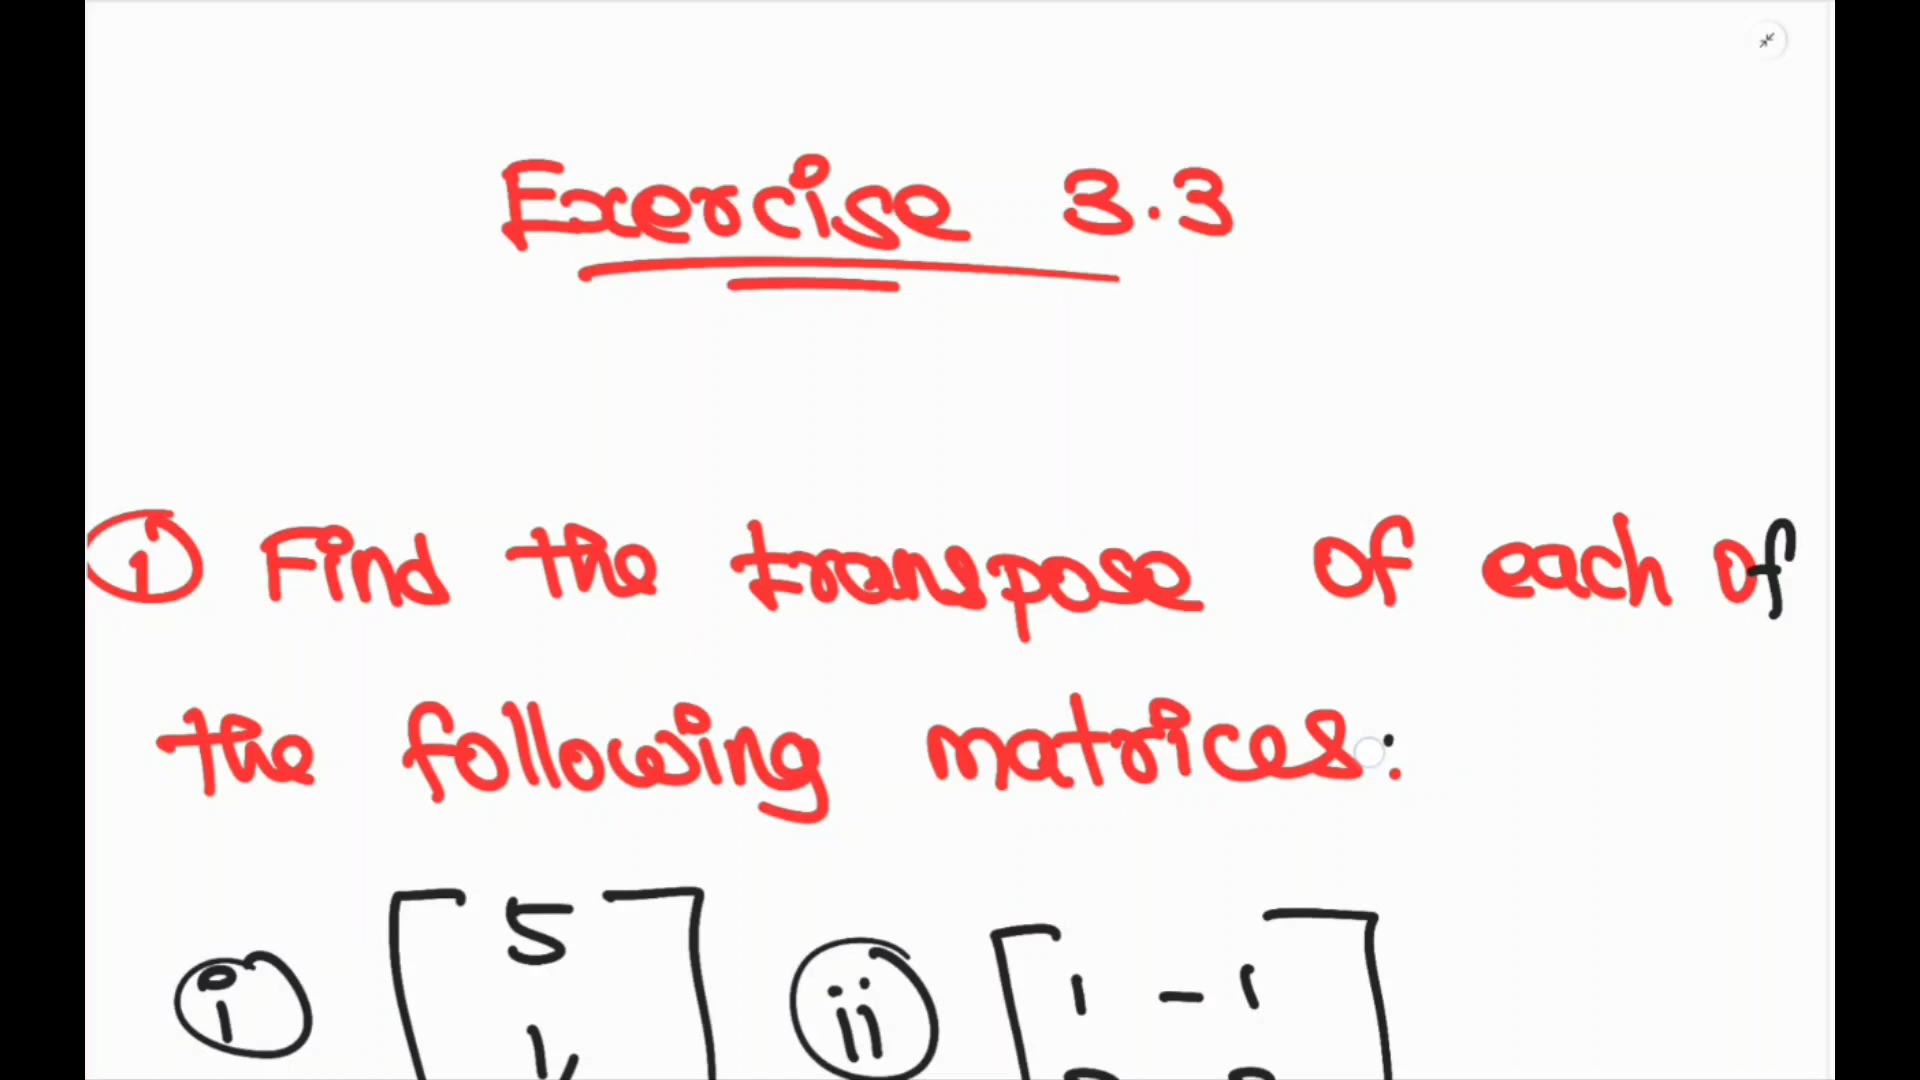 Exercise 3.3
① Find the transpose of each of
the following matrices:
i 5 ii 1 -1